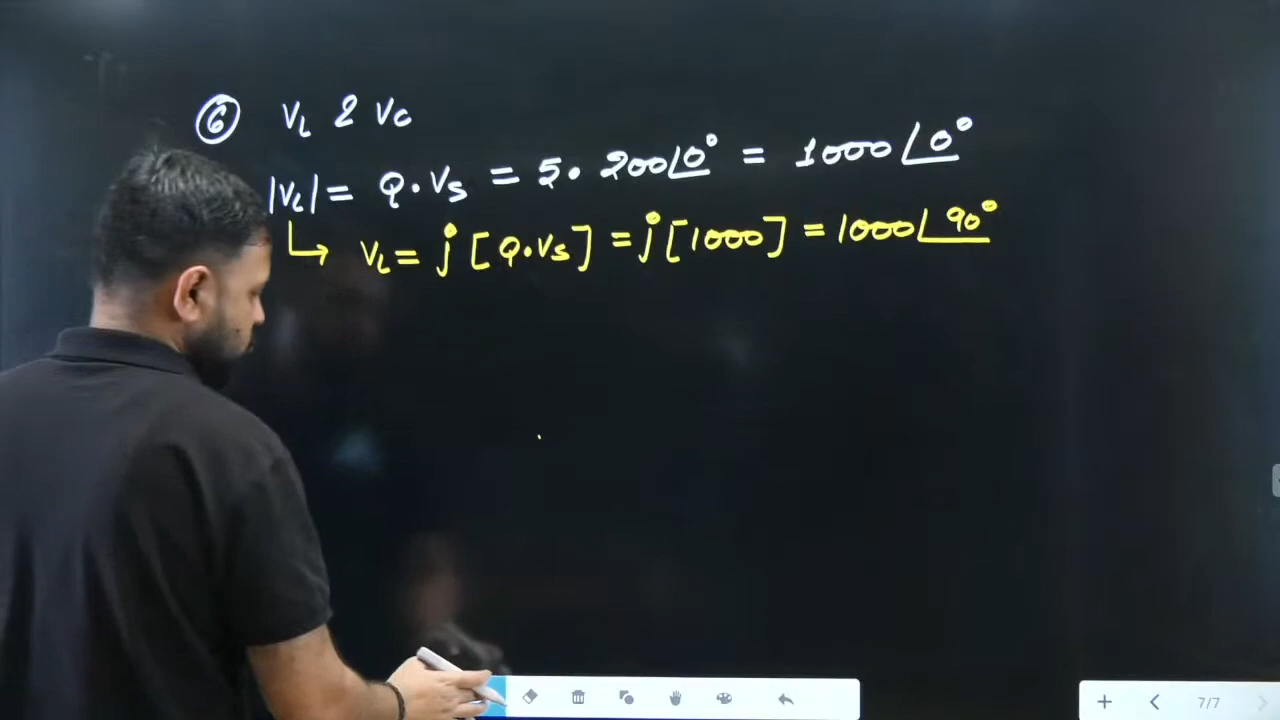 ⑥ VL & VC
|VL| = Q·VS = 5·200∠0° = 1000∠0°
↳ VL = j[Q·VS] = j[1000] = 1000∠90°
7/7